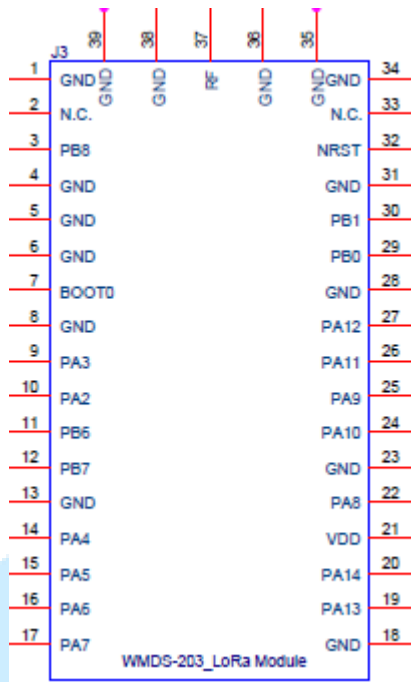 J3
39 38 37 36 35
GND GND RF GND GND
1 GND GND 34
2 N.C. N.C. 33
3 PB8 NRST 32
4 GND GND 31
5 GND PB1 30
6 GND PB0 29
7 BOOT0 GND 28
8 GND PA12 27
9 PA3 PA11 26
10 PA2 PA9 25
11 PB6 PA10 24
12 PB7 GND 23
13 GND PA8 22
14 PA4 VDD 21
15 PA5 PA14 20
16 PA6 PA13 19
17 PA7 GND 18
WMDS-203_LoRa Module